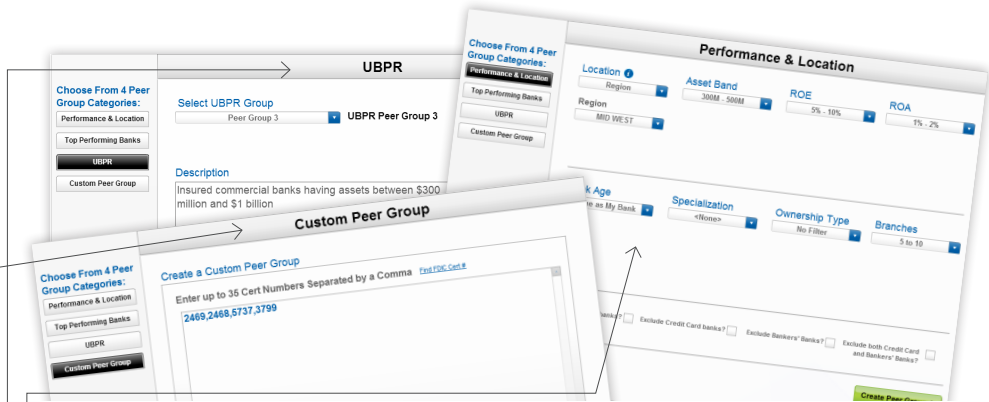 UBPR
Choose From 4 Peer
Group Categories:
Performance & Location
Top Performing Banks
UBPR
Custom Peer Group
Select UBPR Group
Peer Group 3
UBPR Peer Group 3
Description
Insured commercial banks having assets between $300
million and $1 billion
Performance & Location
Choose From 4 Peer
Group Categories:
Performance & Location
Top Performing Banks
UBPR
Custom Peer Group
Location
Region
Asset Band
300M - 500M
ROE
5% - 10%
ROA
1% - 2%
Region
MID WEST
Age
as My Bank
Specialization
<None>
Ownership Type
No Filter
Branches
5 to 10
Exclude Credit Card banks?
Exclude Bankers' Banks?
Exclude both Credit Card
and Bankers' Banks?
Create Peer
Custom Peer Group
Choose From 4 Peer
Group Categories:
Performance & Location
Top Performing Banks
UBPR
Custom Peer Group
Create a Custom Peer Group
Enter up to 35 Cert Numbers Separated by a Comma Find FDIC Cert #
2469,2468,5737,3799